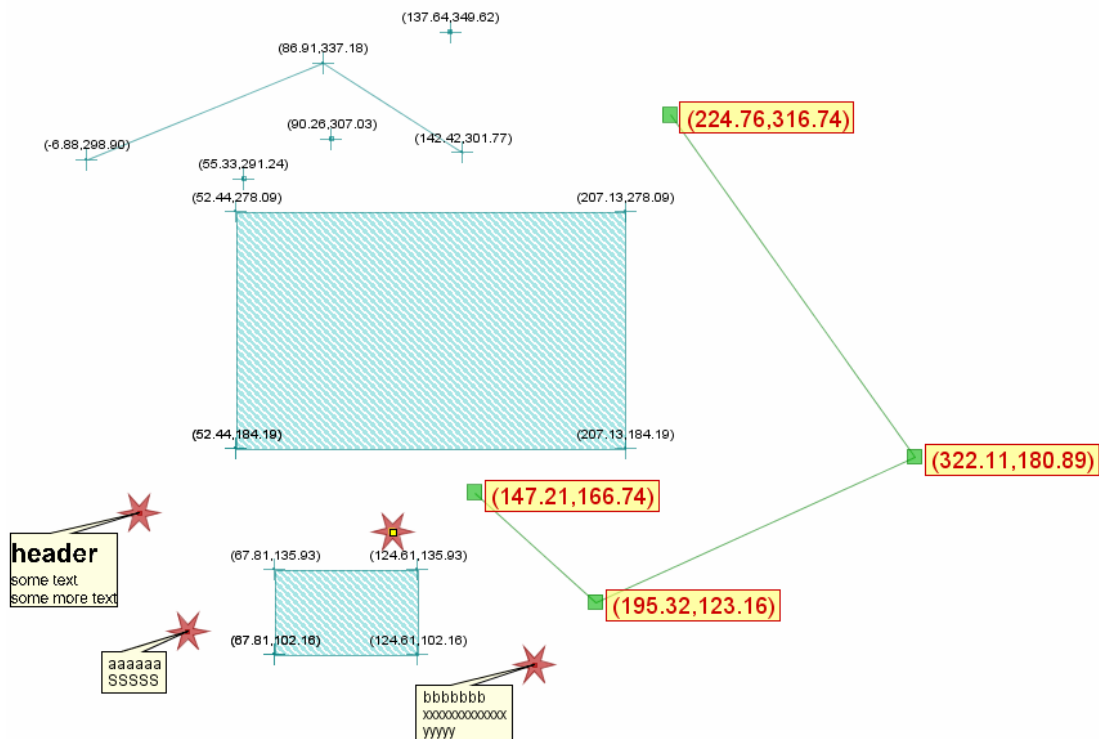 (137.64,349.62)
(86.91,337.18)
(224.76,316.74)
(90.26,307.03)
(142.42,301.77)
(-6.88,298.90)
(55.33,291.24)
(52.44,278.09)
(207.13,278.09)
(52.44,184.19)
(207.13,184.19)
(322.11,180.89)
(147.21,166.74)
header
some text
some more text
(67.81,135.93)
(124.61,135.93)
(195.32,123.16)
(67.81,102.16)
(124.61,102.16)
aaaaaa
SSSSS
bbbbbbb
xxxxxxxxxxxxx
yyyyy